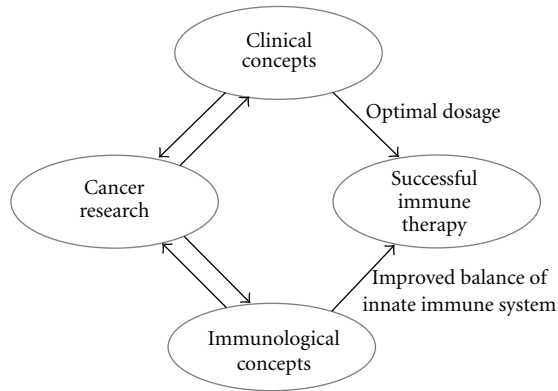 Clinical
concepts
Optimal dosage
Cancer
research
Successful
immune
therapy
Improved balance of
innate immune system
Immunological
concepts